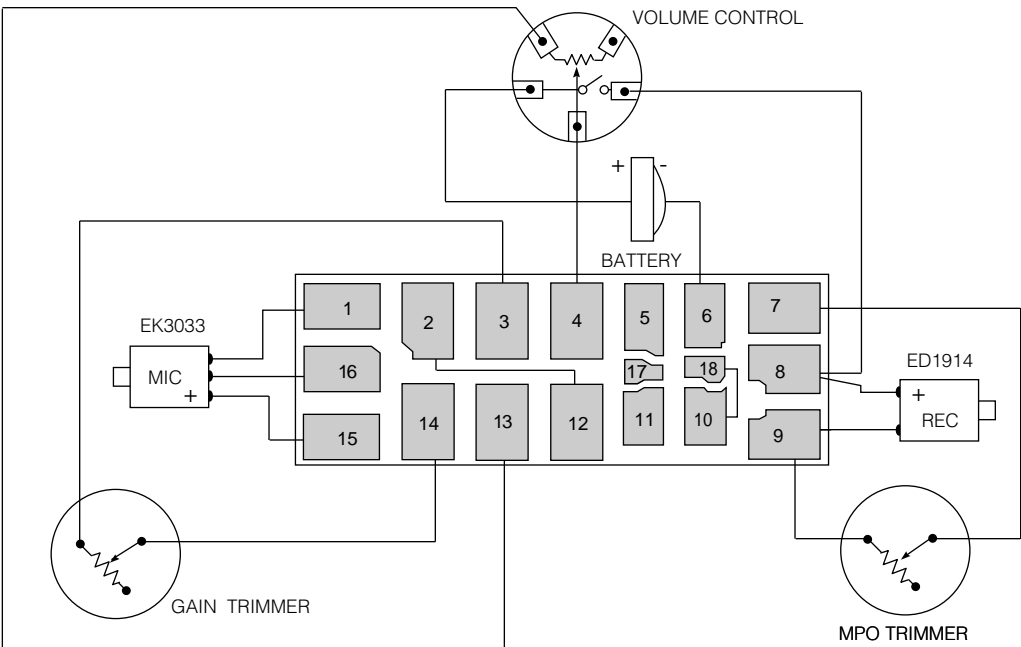 VOLUME CONTROL
+ -
BATTERY
1
2
3
4
5
6
7
EK3033
MIC
+
16
17
18
8
ED1914
+
REC
15
14
13
12
11
10
9
GAIN TRIMMER
MPO TRIMMER